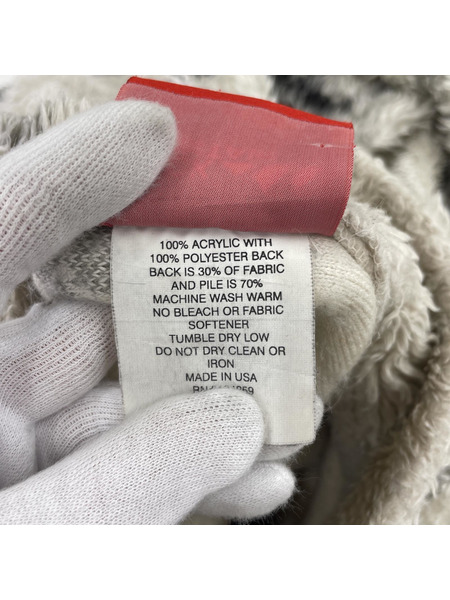 100% ACRYLIC WITH
100% POLYESTER BACK
BACK IS 30% OF FABRIC
AND PILE IS 70%
MACHINE WASH WARM
NO BLEACH OR FABRIC
SOFTENER
TUMBLE DRY LOW
DO NOT DRY CLEAN OR
IRON
MADE IN USA